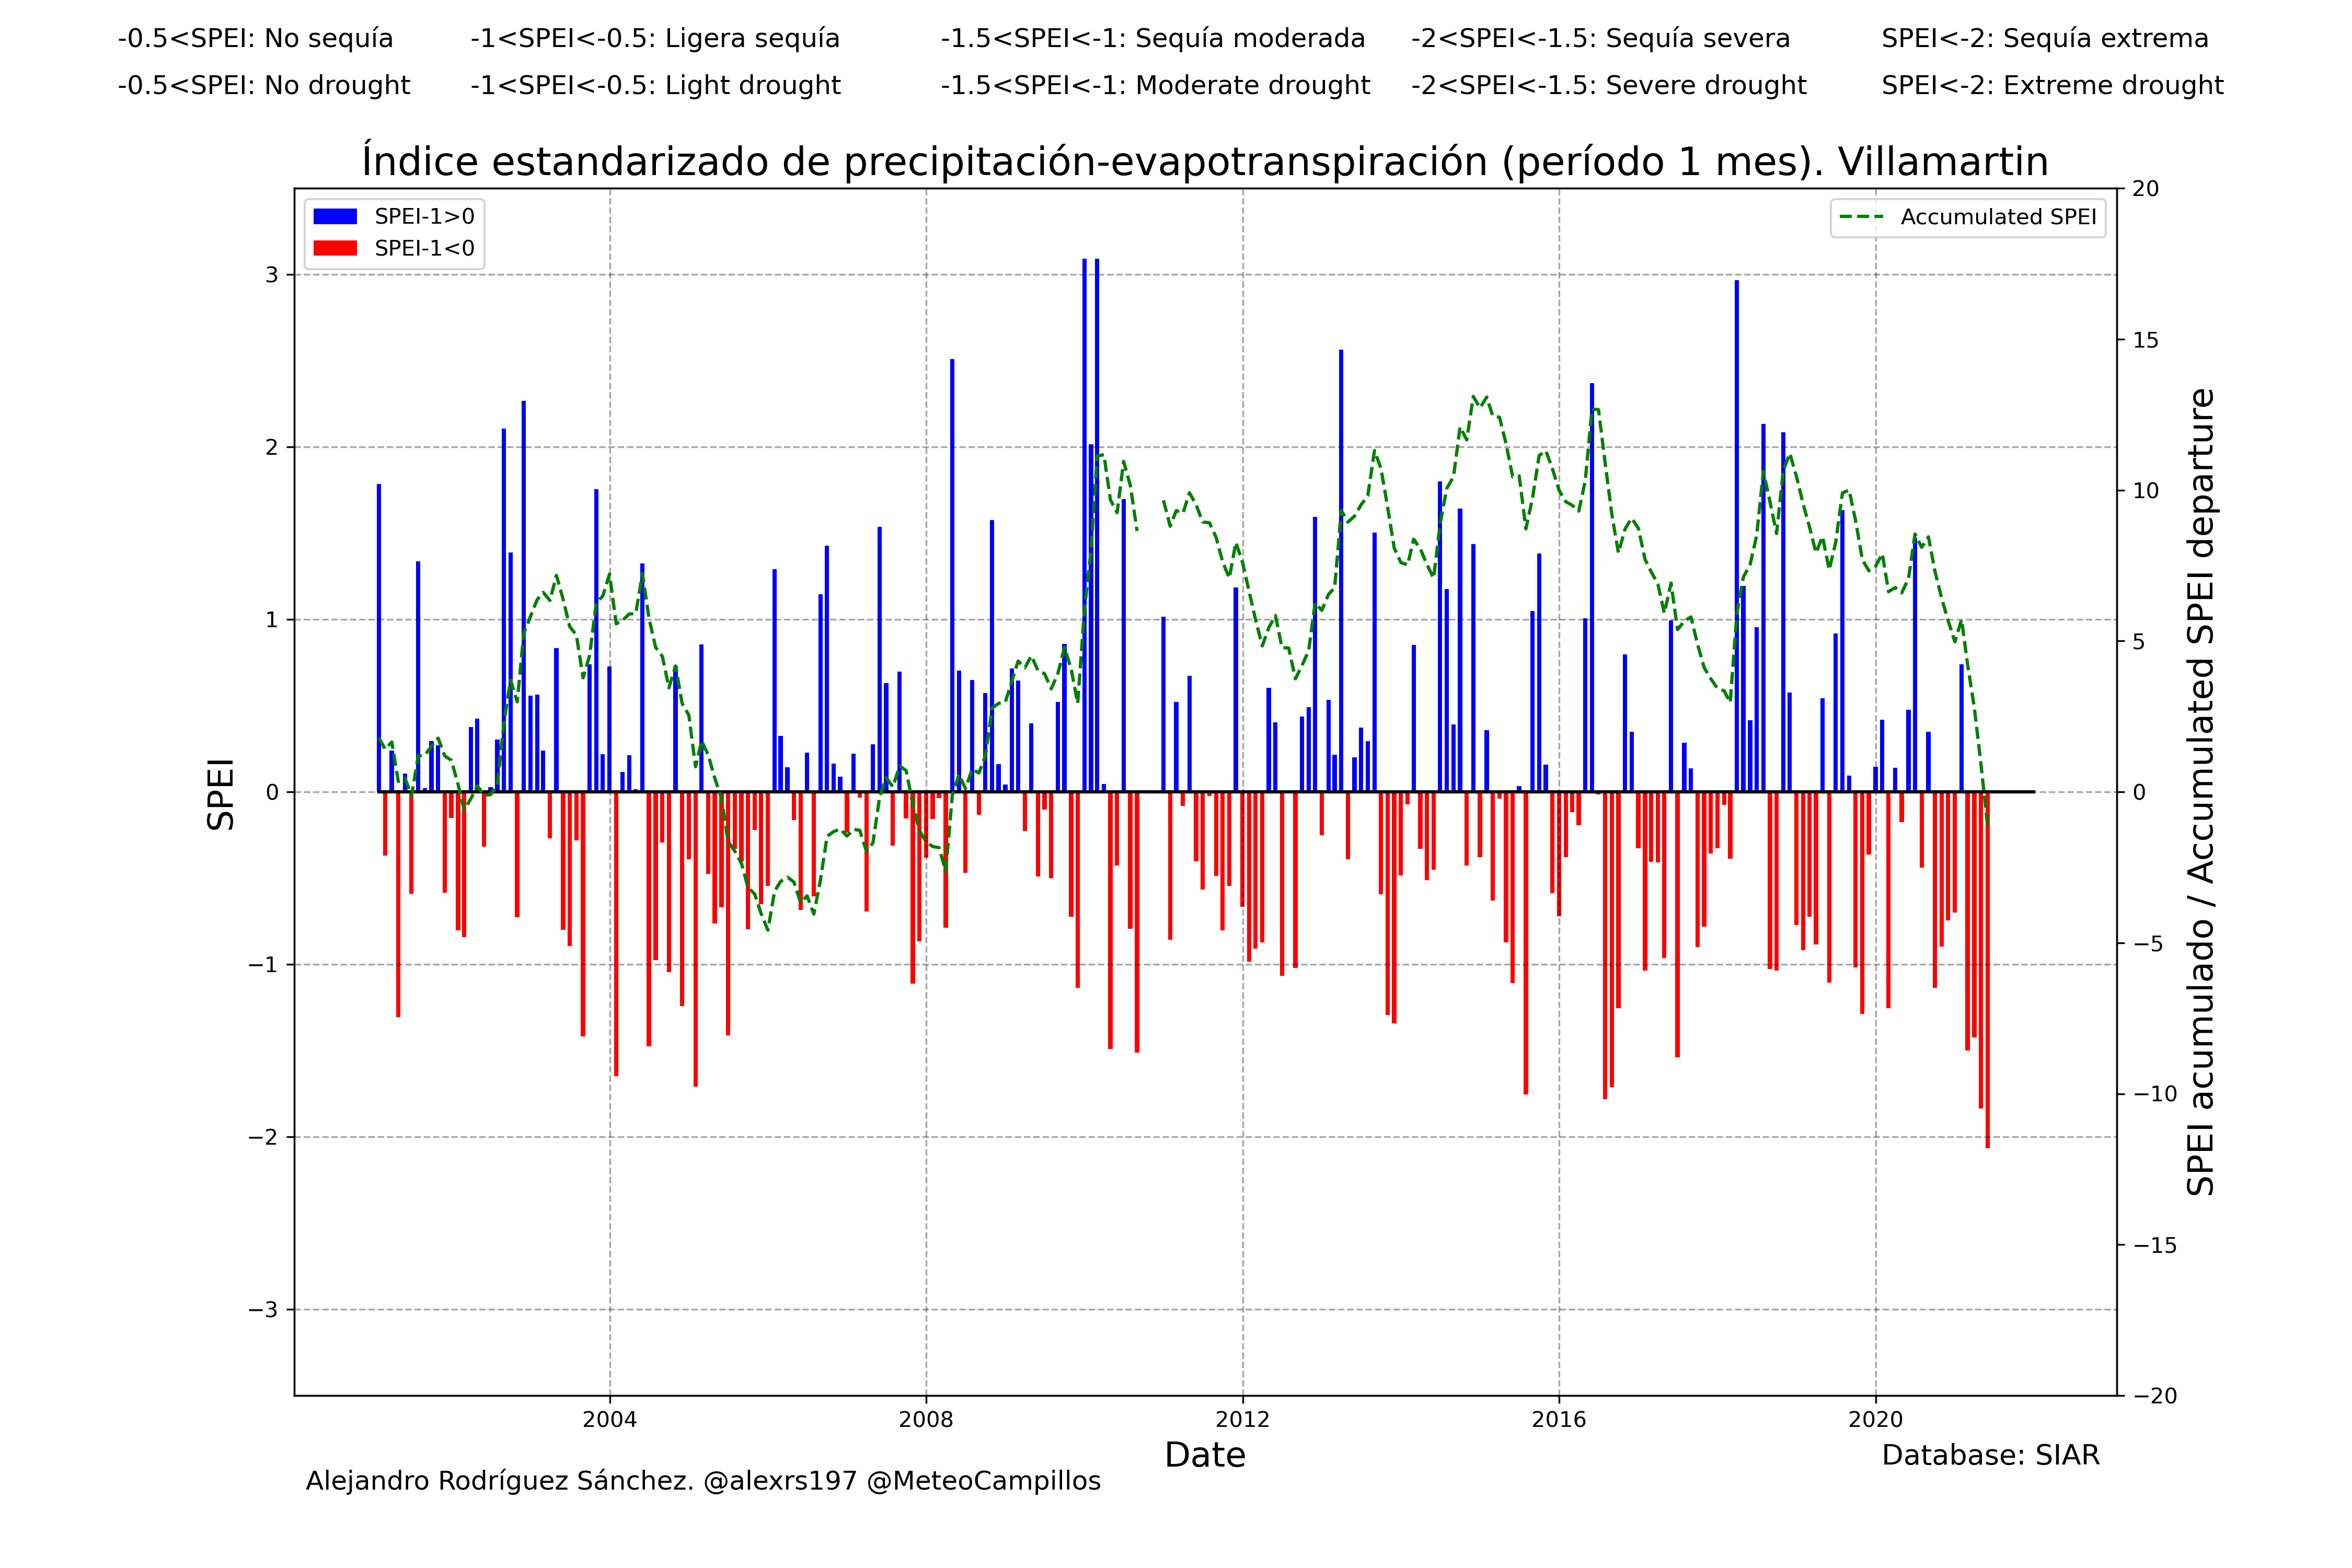 -0.5<SPEI: No sequía -1<SPEI<-0.5: Ligera sequía -1.5<SPEI<-1: Sequía moderada -2<SPEI<-1.5: Sequía severa SPEI<-2: Sequía extrema
-0.5<SPEI: No drought -1<SPEI<-0.5: Light drought -1.5<SPEI<-1: Moderate drought -2<SPEI<-1.5: Severe drought SPEI<-2: Extreme drought
Índice estandarizado de precipitación-evapotranspiración (período 1 mes). Villamartin
SPEI-1>0
SPEI-1<0
Accumulated SPEI
SPEI
3
2
1
0
−1
−2
−3
20
15
10
5
0
−5
−10
−15
−20
SPEI acumulado / Accumulated SPEI departure
2004 2008 2012 2016 2020
Date
Database: SIAR
Alejandro Rodríguez Sánchez. @alexrs197 @MeteoCampillos